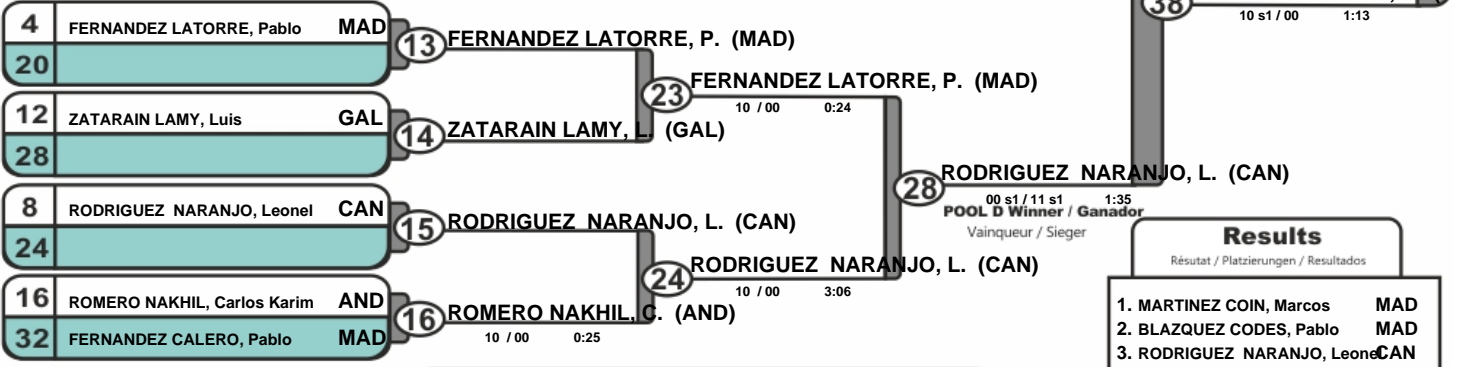 38
10 s1 / 00 1:13
4 FERNANDEZ LATORRE, Pablo MAD
20
13 FERNANDEZ LATORRE, P. (MAD)
23 FERNANDEZ LATORRE, P. (MAD)
10 / 00 0:24
12 ZATARAIN LAMY, Luis GAL
28
14 ZATARAIN LAMY, L. (GAL)
28 RODRIGUEZ NARANJO, L. (CAN)
00 s1 / 11 s1 1:35
POOL D Winner / Ganador
Vainqueur / Sieger
8 RODRIGUEZ NARANJO, Leonel CAN
24
15 RODRIGUEZ NARANJO, L. (CAN)
24 RODRIGUEZ NARANJO, L. (CAN)
10 / 00 3:06
16 ROMERO NAKHIL, Carlos Karim AND
32 FERNANDEZ CALERO, Pablo MAD
16 ROMERO NAKHIL, C. (AND)
10 / 00 0:25
Results
Résutat / Platzierungen / Resultados
1. MARTINEZ COIN, Marcos MAD
2. BLAZQUEZ CODES, Pablo MAD
3. RODRIGUEZ NARANJO, Leonel CAN